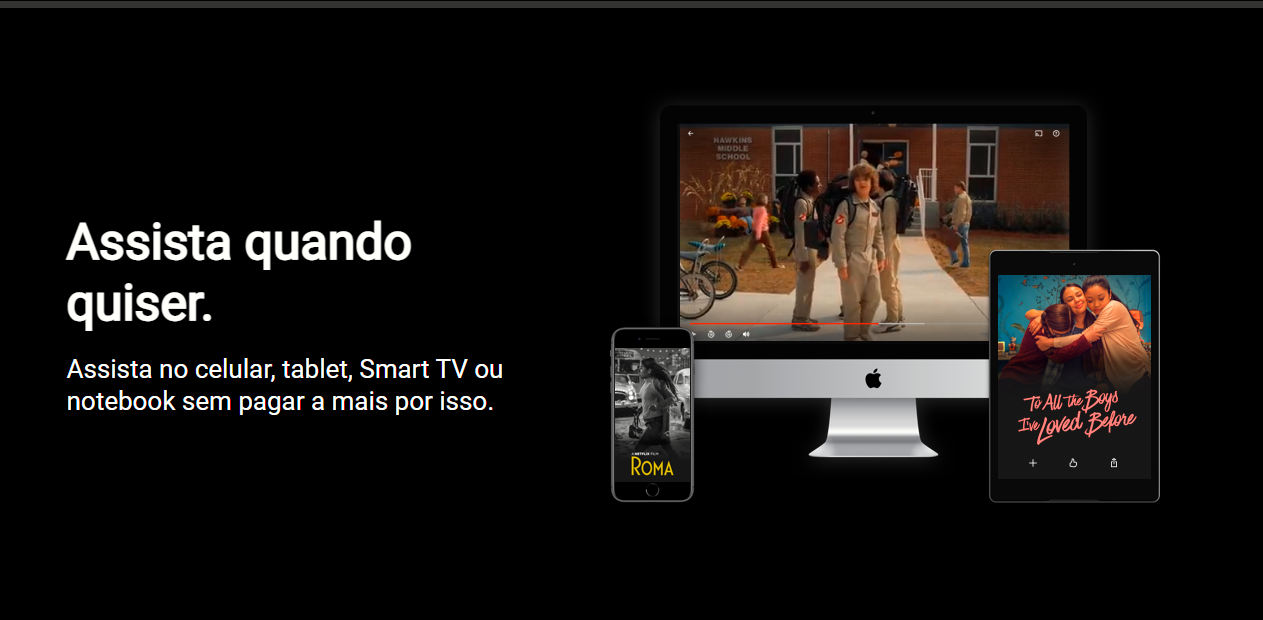 Assista quando
quiser.
Assista no celular, tablet, Smart TV ou
notebook sem pagar a mais por isso.
HAWKINS
MIDDLE
SCHOOL
A NETFLIX FILM
ROMA
To All the Boys
I've Loved Before